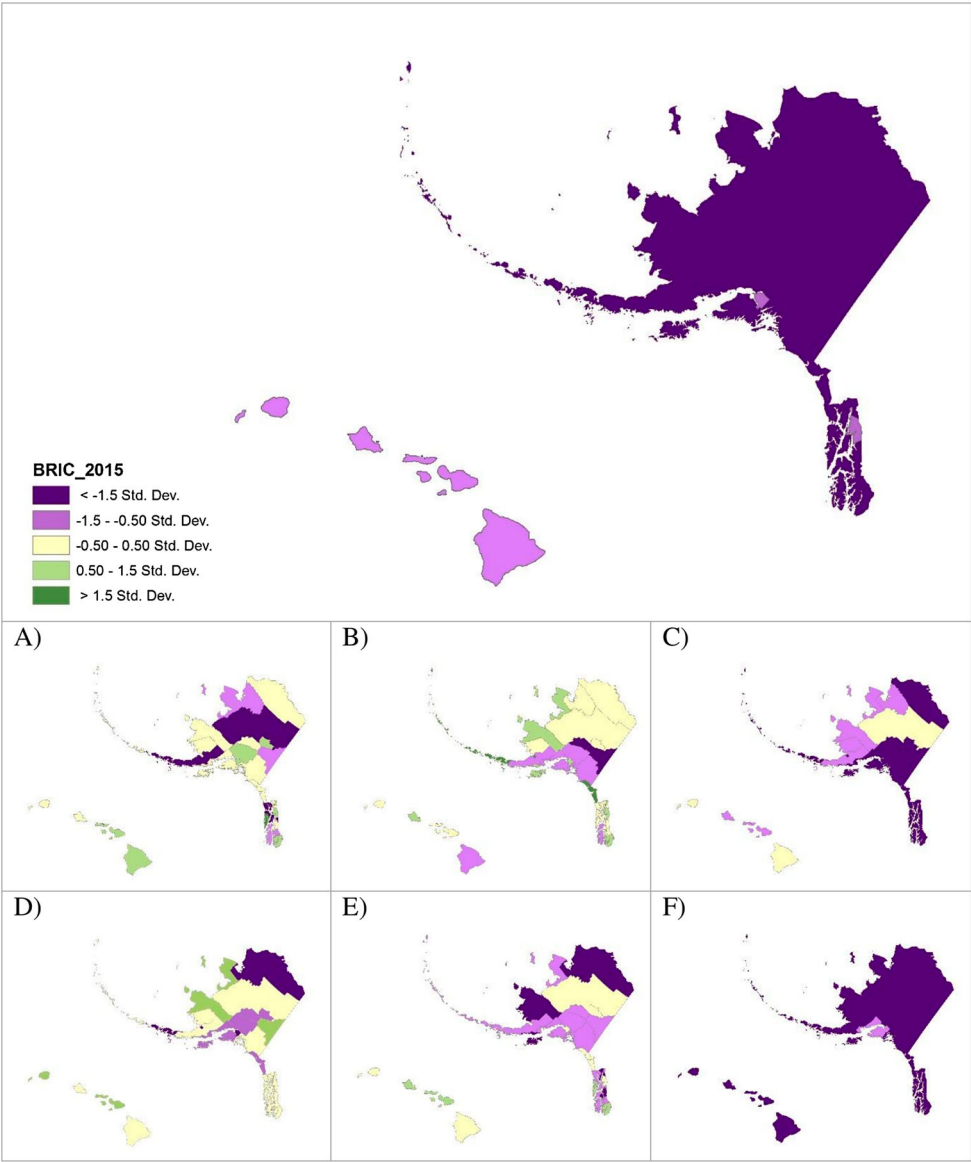 BRIC_2015
< -1.5 Std. Dev.
-1.5 - -0.50 Std. Dev.
-0.50 - 0.50 Std. Dev.
0.50 - 1.5 Std. Dev.
> 1.5 Std. Dev.
A)
B)
C)
D)
E)
F)